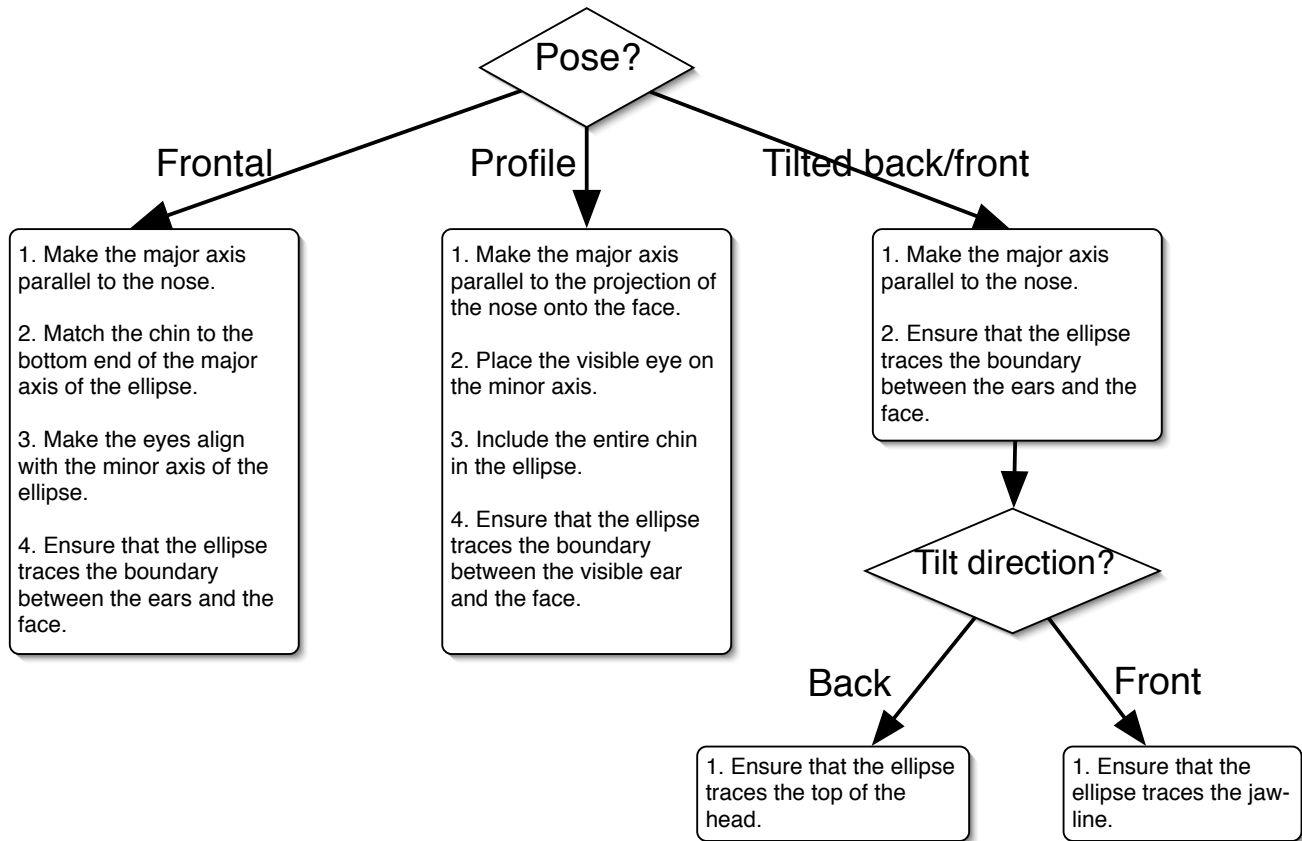 Pose?
Frontal
Profile
Tilted back/front
1. Make the major axis
parallel to the nose.
2. Match the chin to the
bottom end of the major
axis of the ellipse.
3. Make the eyes align
with the minor axis of the
ellipse.
4. Ensure that the ellipse
traces the boundary
between the ears and the
face.
1. Make the major axis
parallel to the projection of
the nose onto the face.
2. Place the visible eye on
the minor axis.
3. Include the entire chin
in the ellipse.
4. Ensure that the ellipse
traces the boundary
between the visible ear
and the face.
1. Make the major axis
parallel to the nose.
2. Ensure that the ellipse
traces the boundary
between the ears and the
face.
Tilt direction?
Back
Front
1. Ensure that the ellipse
traces the top of the
head.
1. Ensure that the
ellipse traces the jaw-
line.